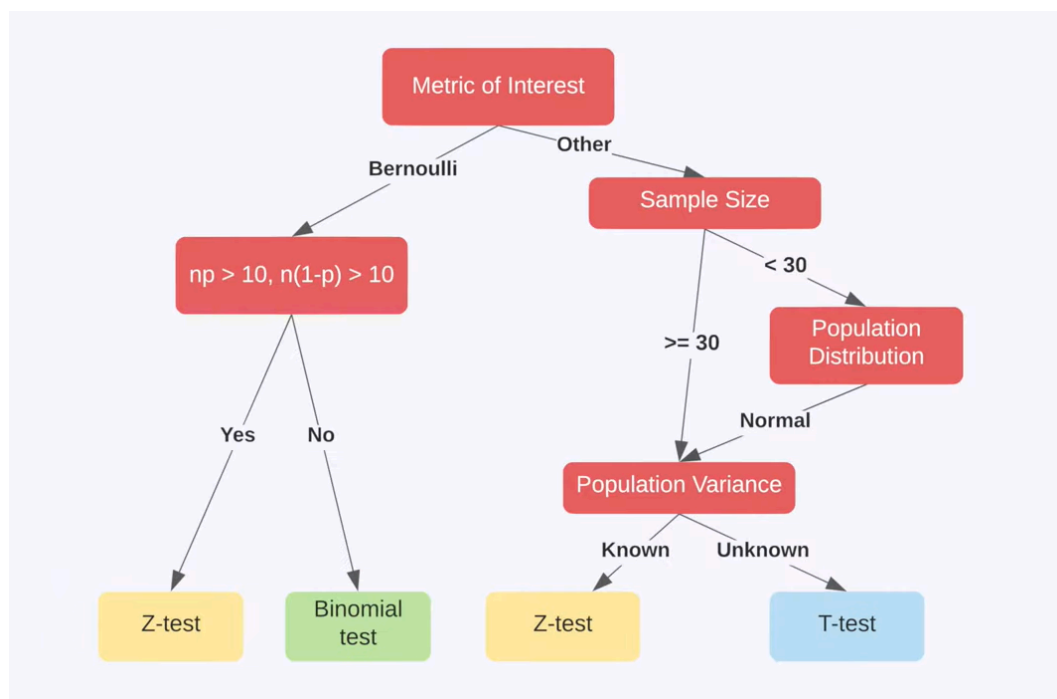 Metric of Interest
Other
Bernoulli
Sample Size
np > 10, n(1-p) > 10
< 30
Population
Distribution
>= 30
Normal
Yes
No
Population Variance
Known
Unknown
Z-test
Binomial
test
Z-test
T-test